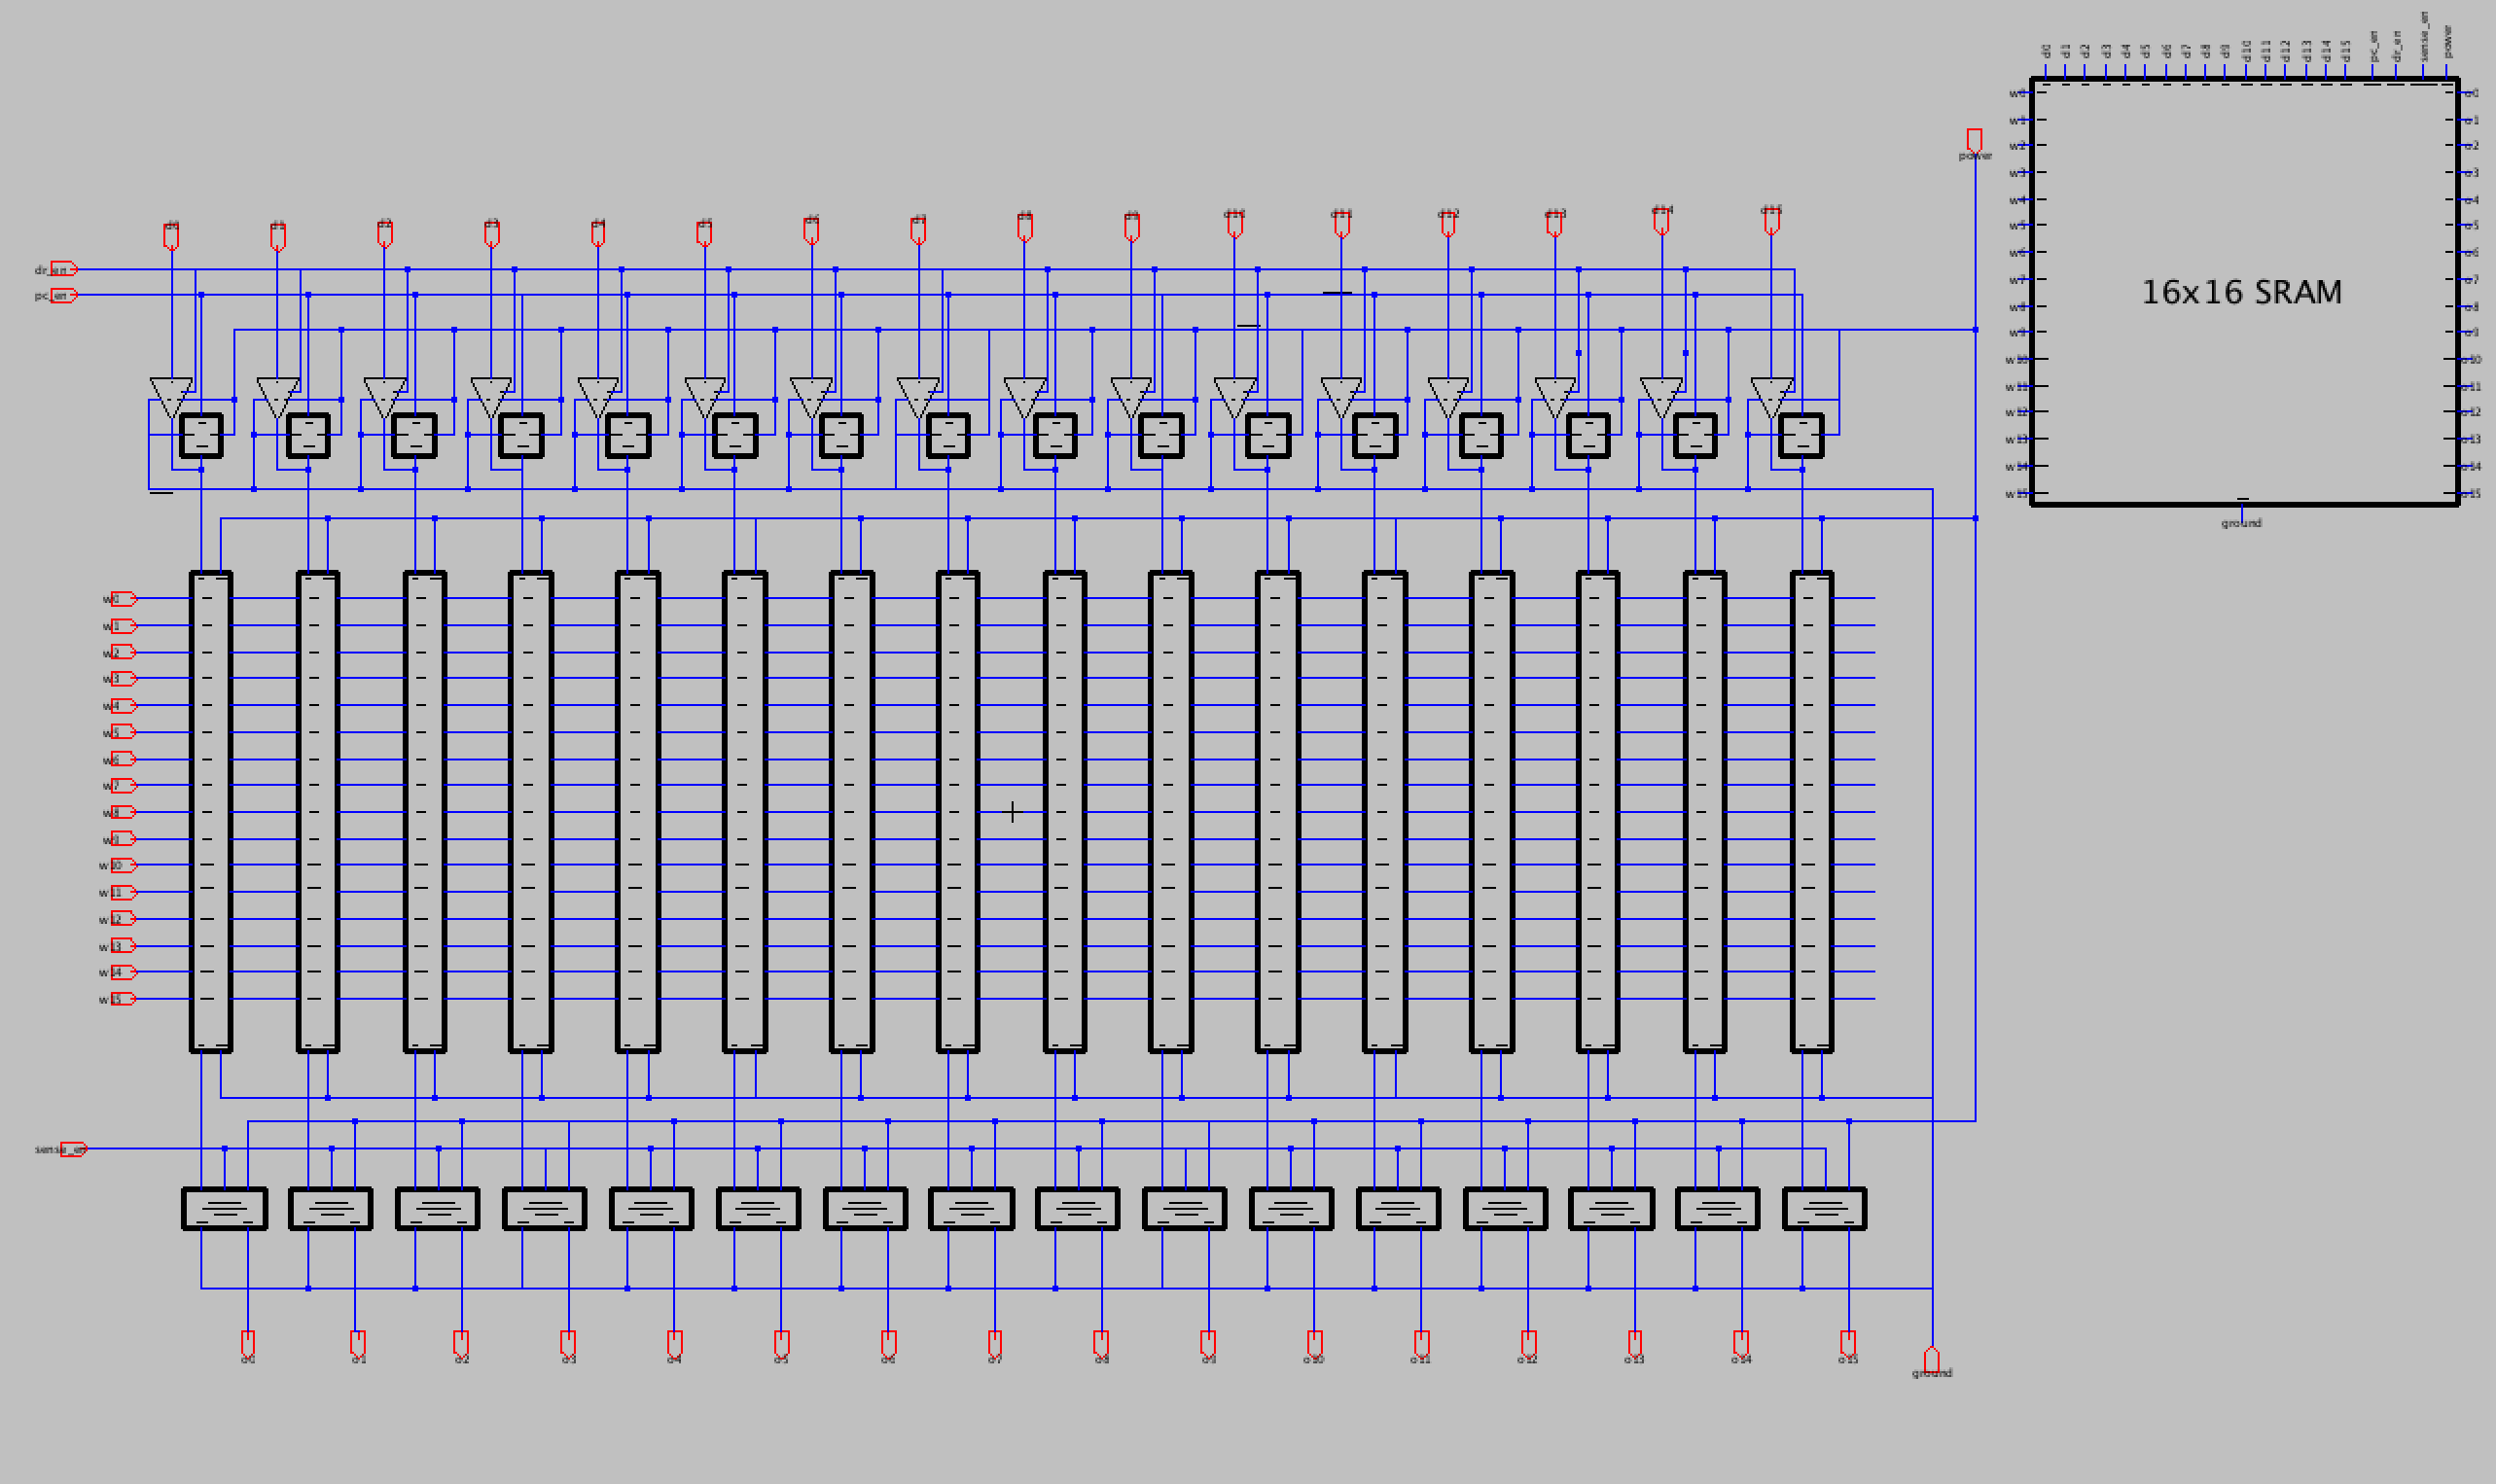 d0 d1 d2 d3 d4 d5 d6 d7 d8 d9 d10 d11 d12 d13 d14 d15 pc_en dr_en sense_en power
w0 o0
w1 o1
w2 o2
w3 o3
w4 o4
w5 o5
w6 o6
w7 o7
w8 o8
w9 o9
w10 o10
w11 o11
w12 o12
w13 o13
w14 o14
w15 o15
16x16 SRAM
ground
power
d0 d1 d2 d3 d4 d5 d6 d7 d8 d9 d10 d11 d12 d13 d14 d15
dr_en
pc_en
w0
w1
w2
w3
w4
w5
w6
w7
w8
w9
w10
w11
w12
w13
w14
w15
sense_en
o0 o1 o2 o3 o4 o5 o6 o7 o8 o9 o10 o11 o12 o13 o14 o15
ground